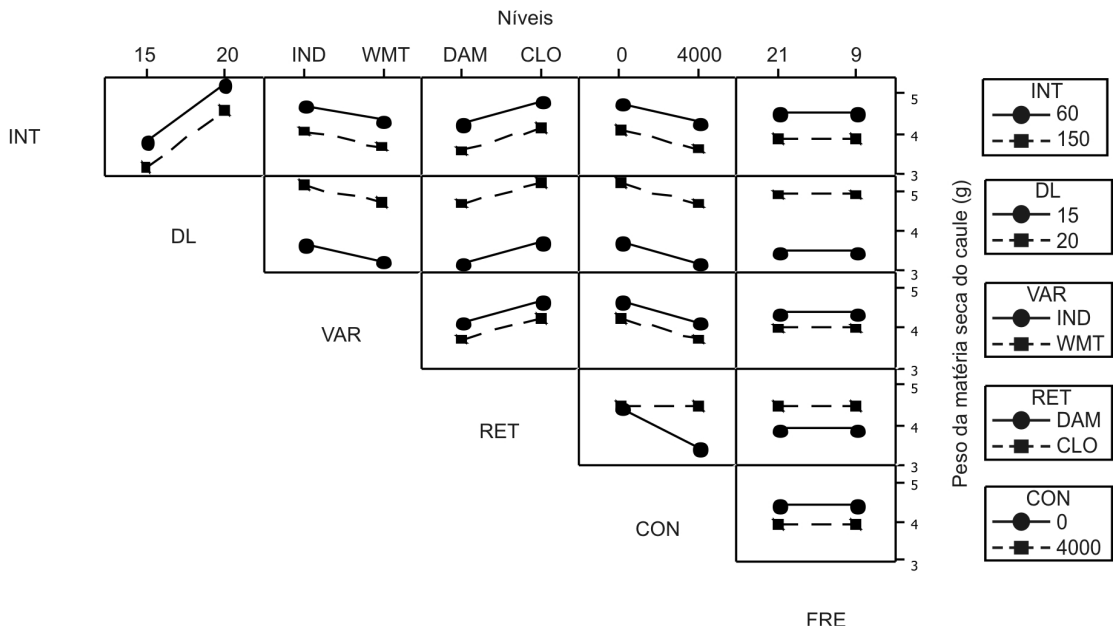 Níveis
15 20 IND WMT DAM CLO 0 4000 21 9
INT
5
4
3
INT
60
150
DL
5
4
3
DL
15
20
VAR
5
4
3
VAR
IND
WMT
RET
5
4
3
RET
DAM
CLO
CON
5
4
3
CON
0
4000
FRE
Peso da matéria seca do caule (g)